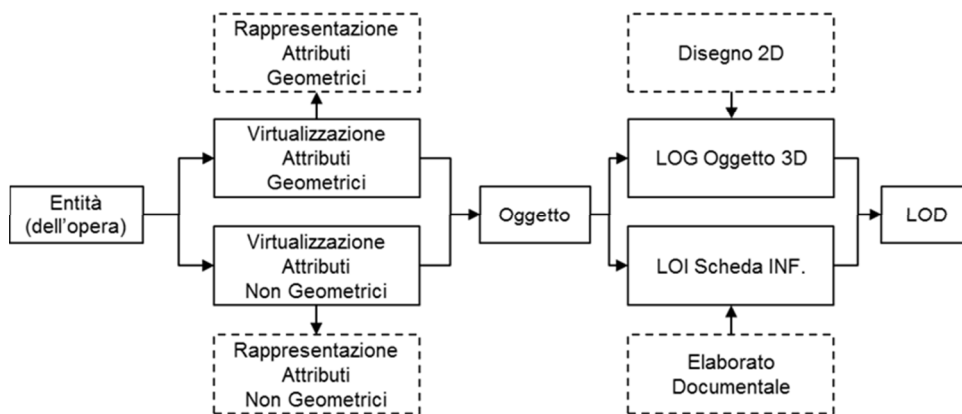 Rappresentazione
Attributi
Geometrici
Disegno 2D
Virtualizzazione
Attributi
Geometrici
LOG Oggetto 3D
Entità
(dell'opera)
Oggetto
LOD
Virtualizzazione
Attributi
Non Geometrici
LOI Scheda INF.
Rappresentazione
Attributi
Non Geometrici
Elaborato
Documentale